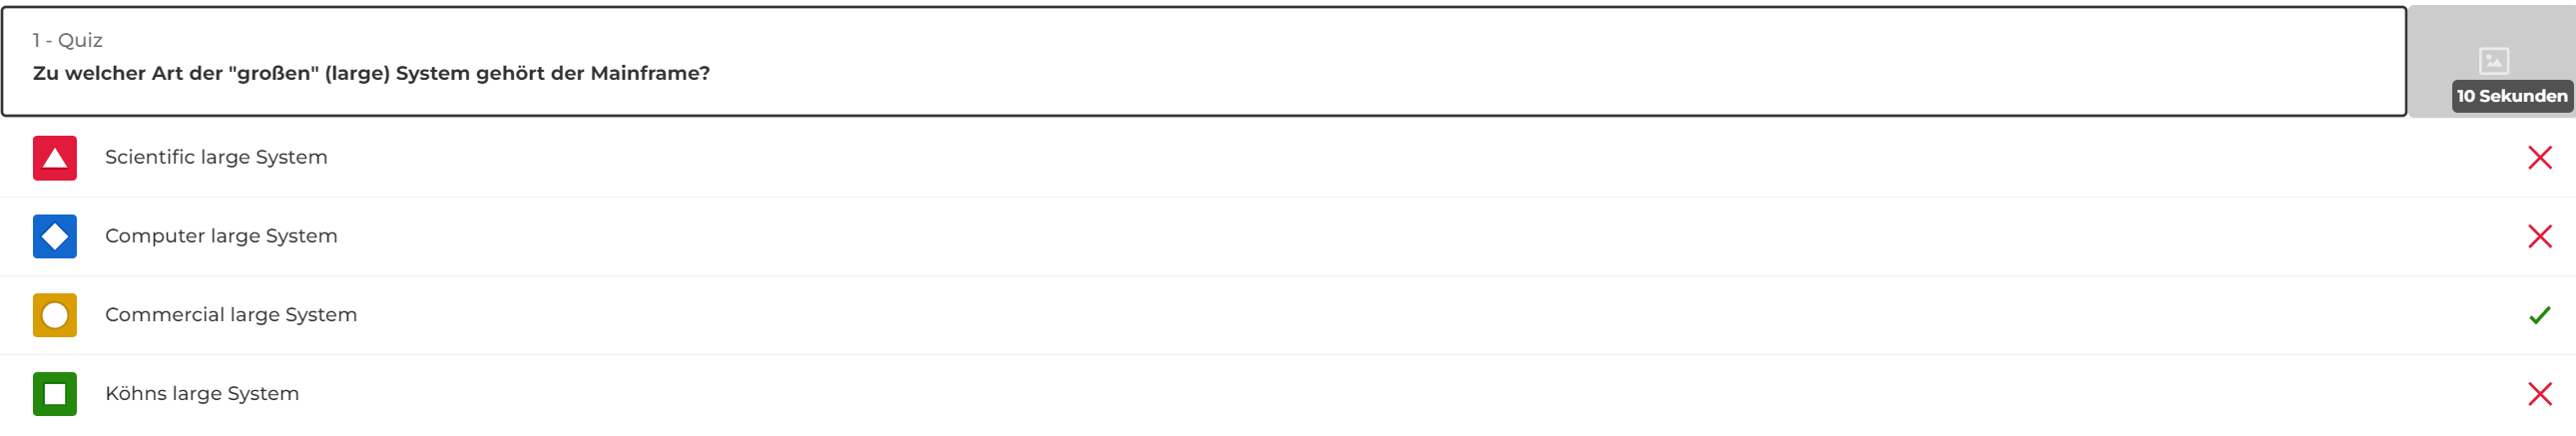 1 - Quiz
Zu welcher Art der "großen" (large) System gehört der Mainframe?
10 Sekunden
Scientific large System
Computer large System
Commercial large System
Köhns large System